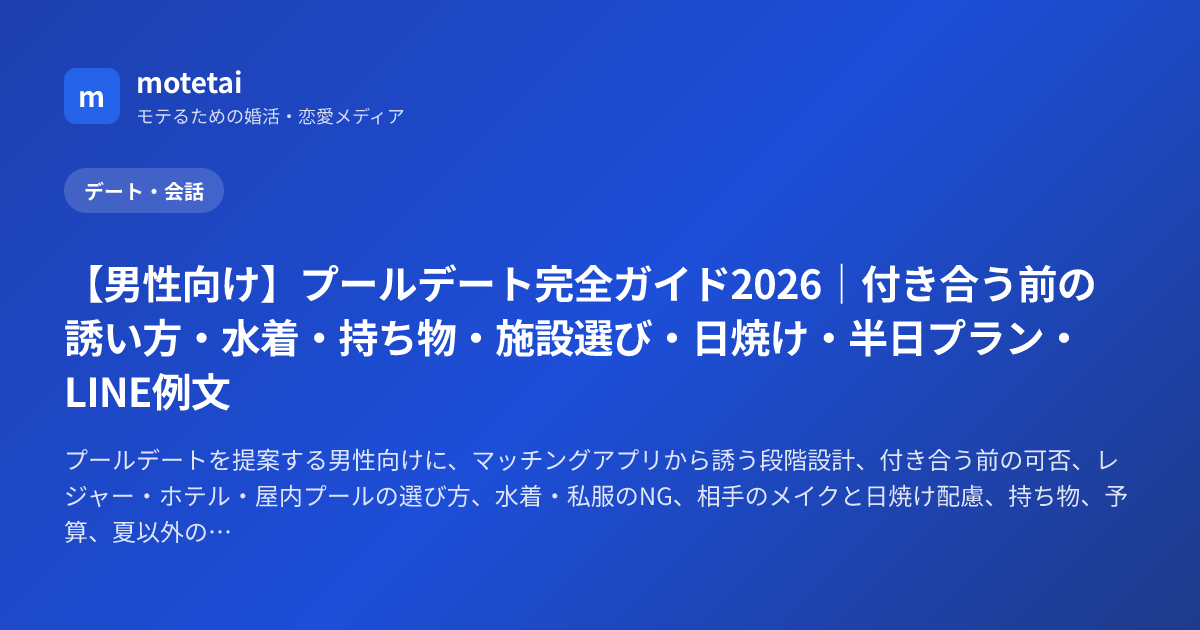 m
motetai
モテるための婚活・恋愛メディア
デート・会話
【男性向け】プールデート完全ガイド2026｜付き合う前の
誘い方・水着・持ち物・施設選び・日焼け・半日プラン・
LINE例文
プールデートを提案する男性向けに、マッチングアプリから誘う段階設計、付き合う前の可否、レ
ジャー・ホテル・屋内プールの選び方、水着・私服のNG、相手のメイクと日焼け配慮、持ち物、予
算、夏以外の…